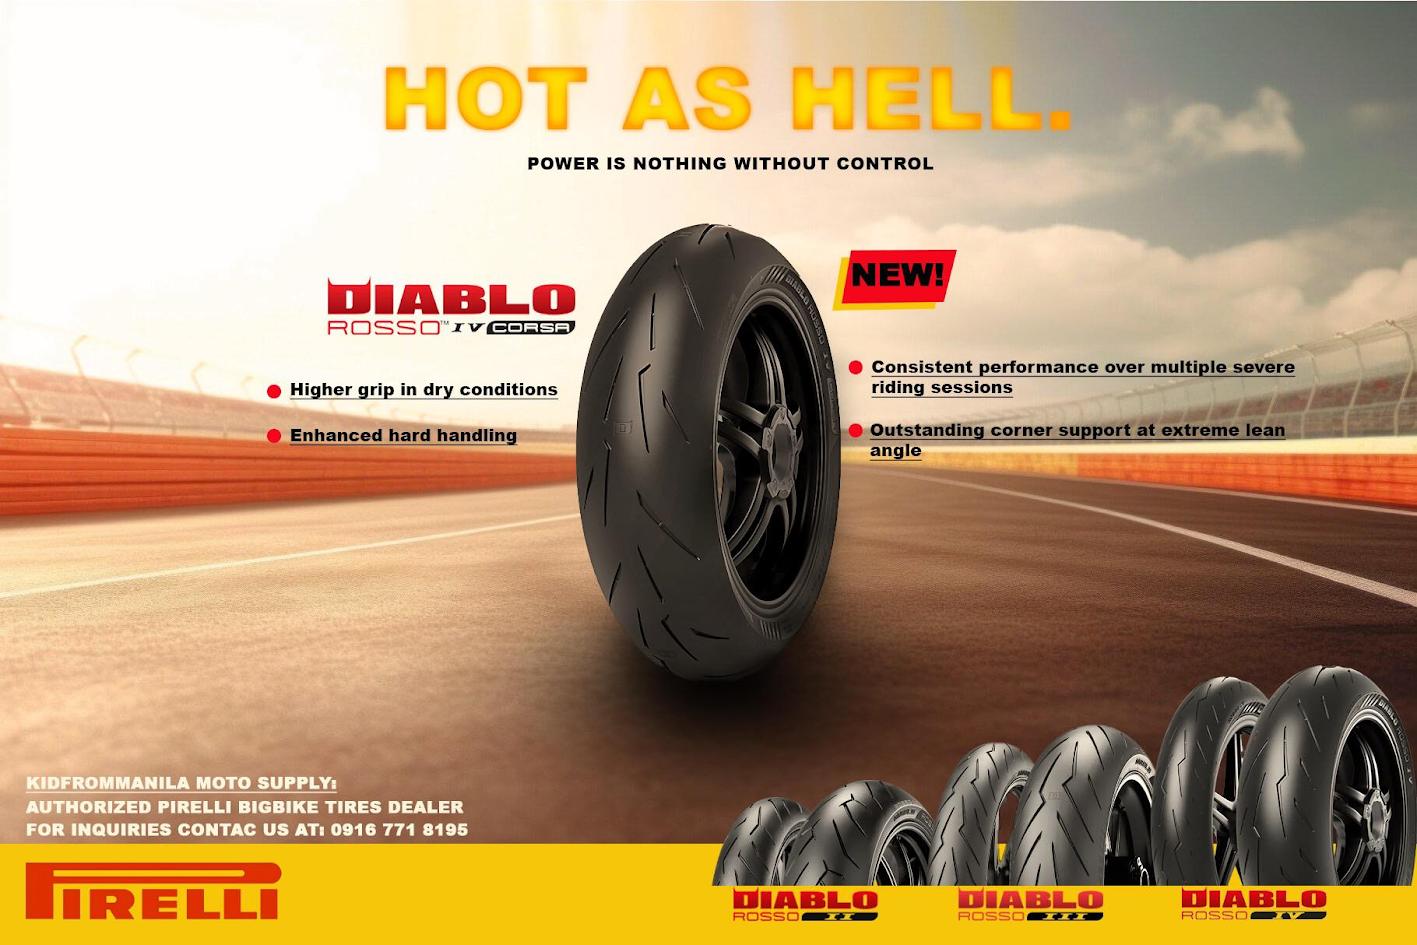 HOT AS HELL.
POWER IS NOTHING WITHOUT CONTROL
DIABLO
ROSSO™ IV CORSA
Higher grip in dry conditions
Enhanced hard handling
NEW!
Consistent performance over multiple severe
riding sessions
Outstanding corner support at extreme lean
angle
DIABLO ROSSO IV
KIDFROMMANILA MOTO SUPPLY:
AUTHORIZED PIRELLI BIGBIKE TIRES DEALER
FOR INQUIRIES CONTAC US AT: 0916 771 8195
PIRELLI
DIABLO
ROSSO II
DIABLO
ROSSO III
DIABLO
ROSSO IV